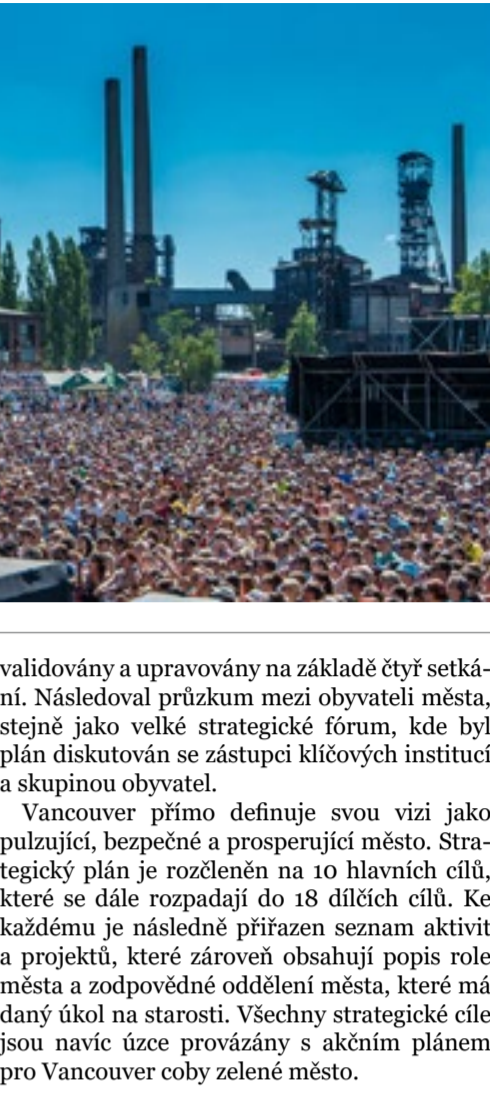 validovány a upravovány na základě čtyř setká-
ní. Následoval průzkum mezi obyvateli města,
stejně jako velké strategické fórum, kde byl
plán diskutován se zástupci klíčových institucí
a skupinou obyvatel.
Vancouver přímo definuje svou vizi jako
pulzující, bezpečné a prosperující město. Stra-
tegický plán je rozčleněn na 10 hlavních cílů,
které se dále rozpadají do 18 dílčích cílů. Ke
každému je následně přiřazen seznam aktivit
a projektů, které zároveň obsahují popis role
města a zodpovědné oddělení města, které má
daný úkol na starosti. Všechny strategické cíle
jsou navíc úzce provázány s akčním plánem
pro Vancouver coby zelené město.